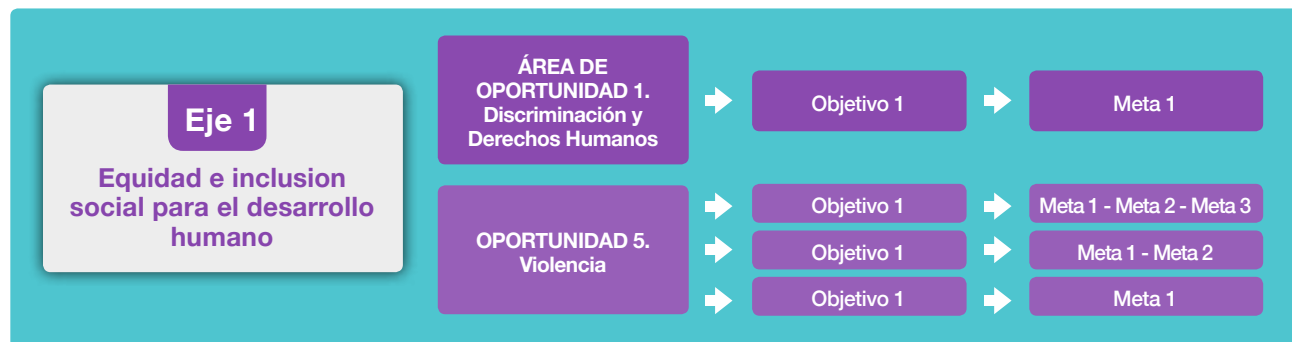 Eje 1
Equidad e inclusion
social para el desarrollo
humano
ÁREA DE
OPORTUNIDAD 1.
Discriminación y
Derechos Humanos
Objetivo 1
Meta 1
OPORTUNIDAD 5.
Violencia
Objetivo 1
Meta 1 - Meta 2 - Meta 3
Objetivo 1
Meta 1 - Meta 2
Objetivo 1
Meta 1